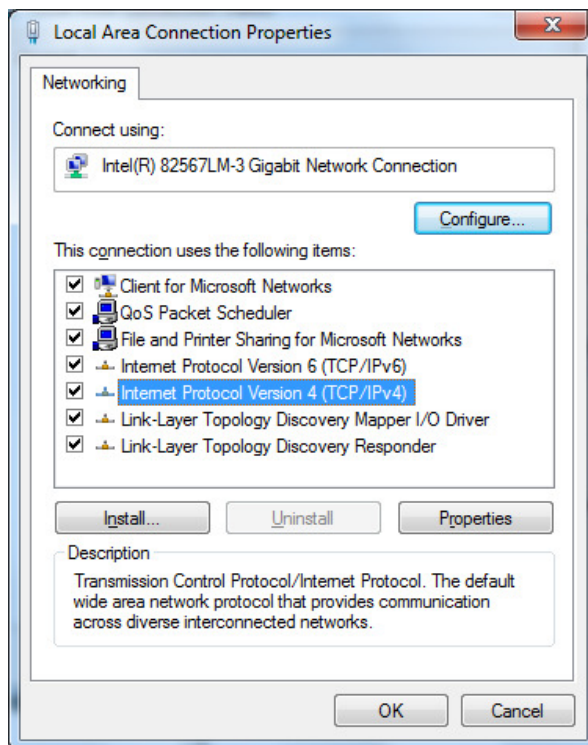 Local Area Connection Properties
Networking
Connect using:
Intel(R) 82567LM-3 Gigabit Network Connection
Configure...
This connection uses the following items:
Client for Microsoft Networks
QoS Packet Scheduler
File and Printer Sharing for Microsoft Networks
Internet Protocol Version 6 (TCP/IPv6)
Internet Protocol Version 4 (TCP/IPv4)
Link-Layer Topology Discovery Mapper I/O Driver
Link-Layer Topology Discovery Responder
Install... Uninstall Properties
Description
Transmission Control Protocol/Internet Protocol. The default
wide area network protocol that provides communication
across diverse interconnected networks.
OK Cancel